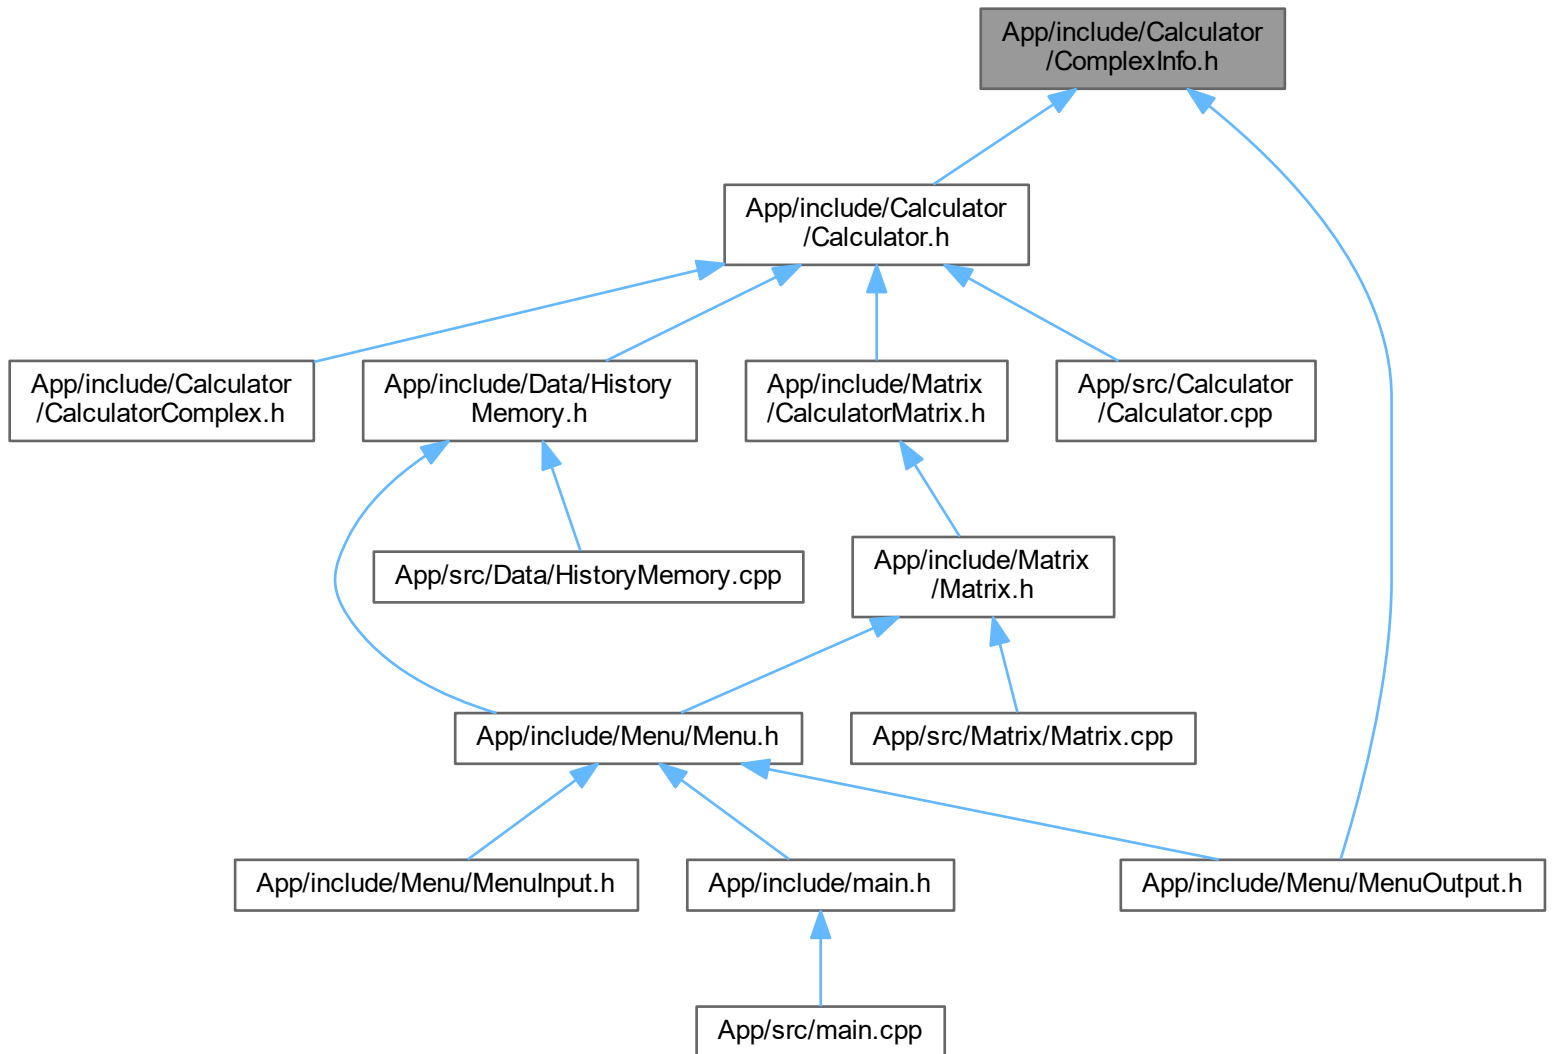 App/include/Calculator
/ComplexInfo.h
App/include/Calculator
/Calculator.h
App/include/Calculator
/CalculatorComplex.h
App/include/Data/History
Memory.h
App/include/Matrix
/CalculatorMatrix.h
App/src/Calculator
/Calculator.cpp
App/src/Data/HistoryMemory.cpp
App/include/Matrix
/Matrix.h
App/include/Menu/Menu.h
App/src/Matrix/Matrix.cpp
App/include/Menu/MenuInput.h
App/include/main.h
App/include/Menu/MenuOutput.h
App/src/main.cpp